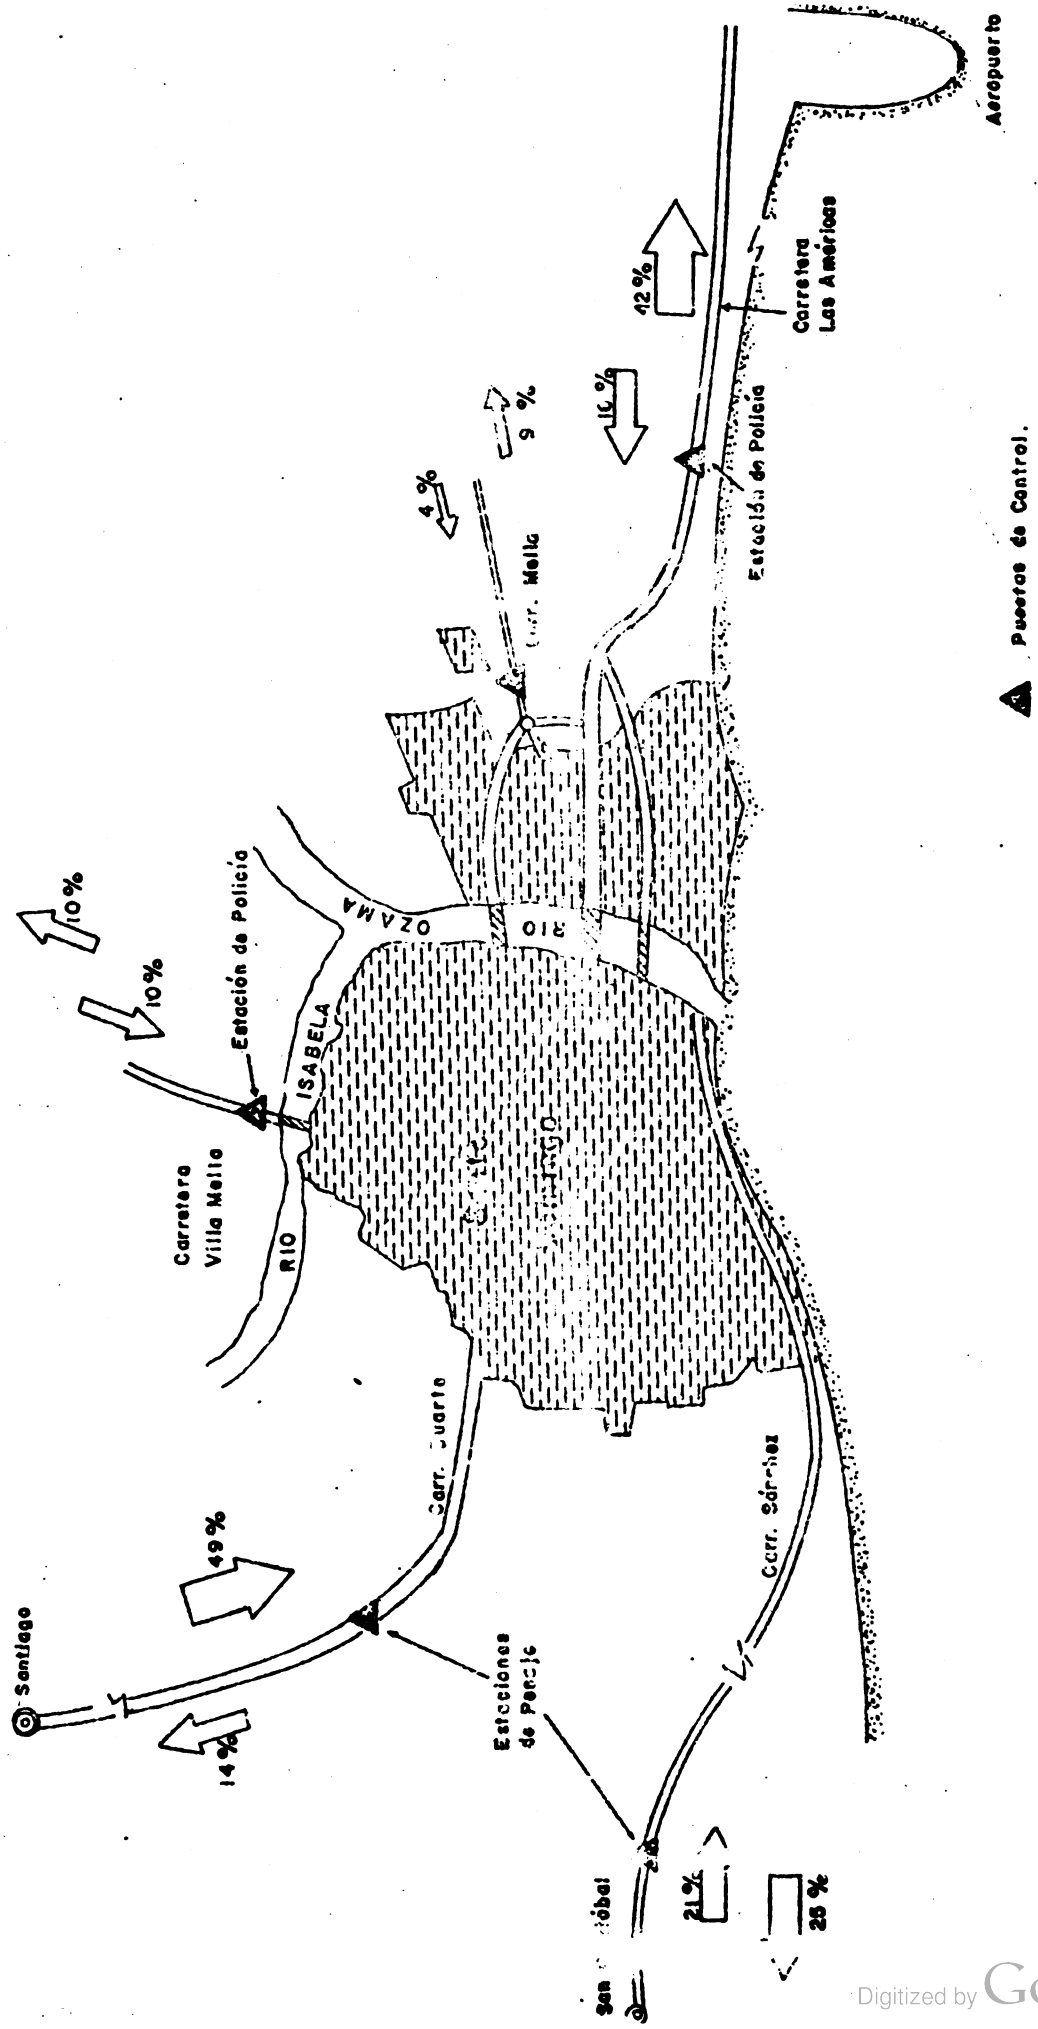 Santiago
14%
49%
Carr. Duarte
Estaciones
de Peaje
San Cristóbal
21%
25%
Carr. Sánchez
Carretera
Villa Mella
RIO
ISABELA
Estación de Policía
10%
10%
RIO
OZAMA
4%
9%
Carr. Mella
16%
12%
Estación de Policía
Carretera
Las Américas
Aeropuerto
Puestos de Control.
Digitized by